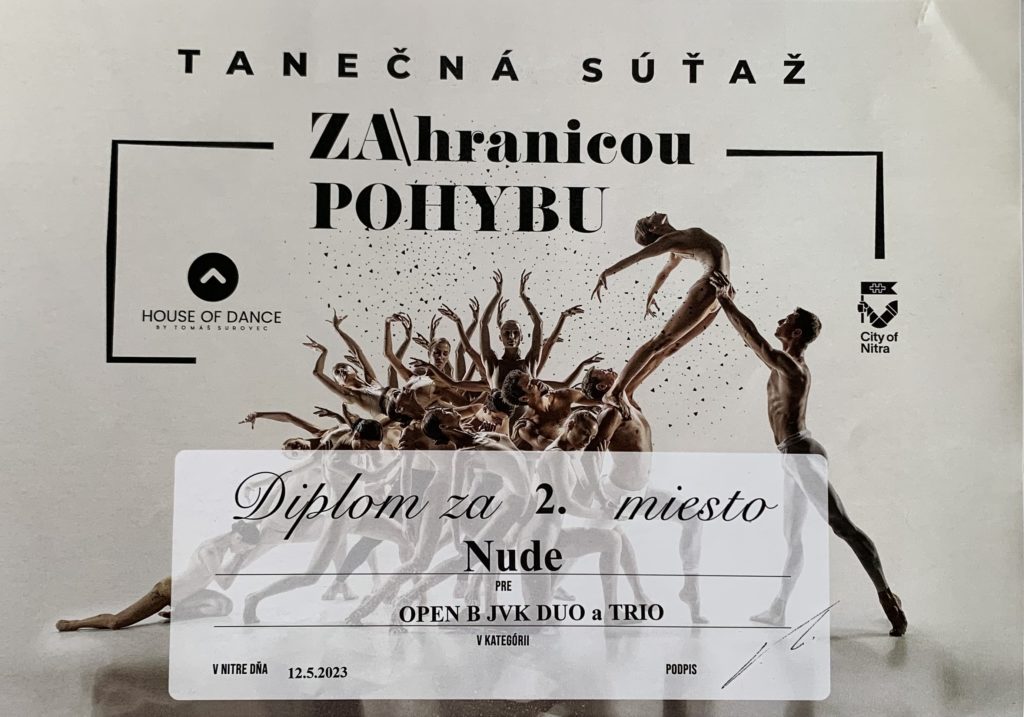 TANEČNÁ SÚŤAŽ
ZA\hranicou
POHYBU
HOUSE OF DANCE
BY TOMÁŠ SUROVEC
City of
Nitra
Diplom za 2. miesto
Nude
PRE
OPEN B JVK DUO a TRIO
V KATEGÓRII
V NITRE DŇA 12.5.2023 PODPIS